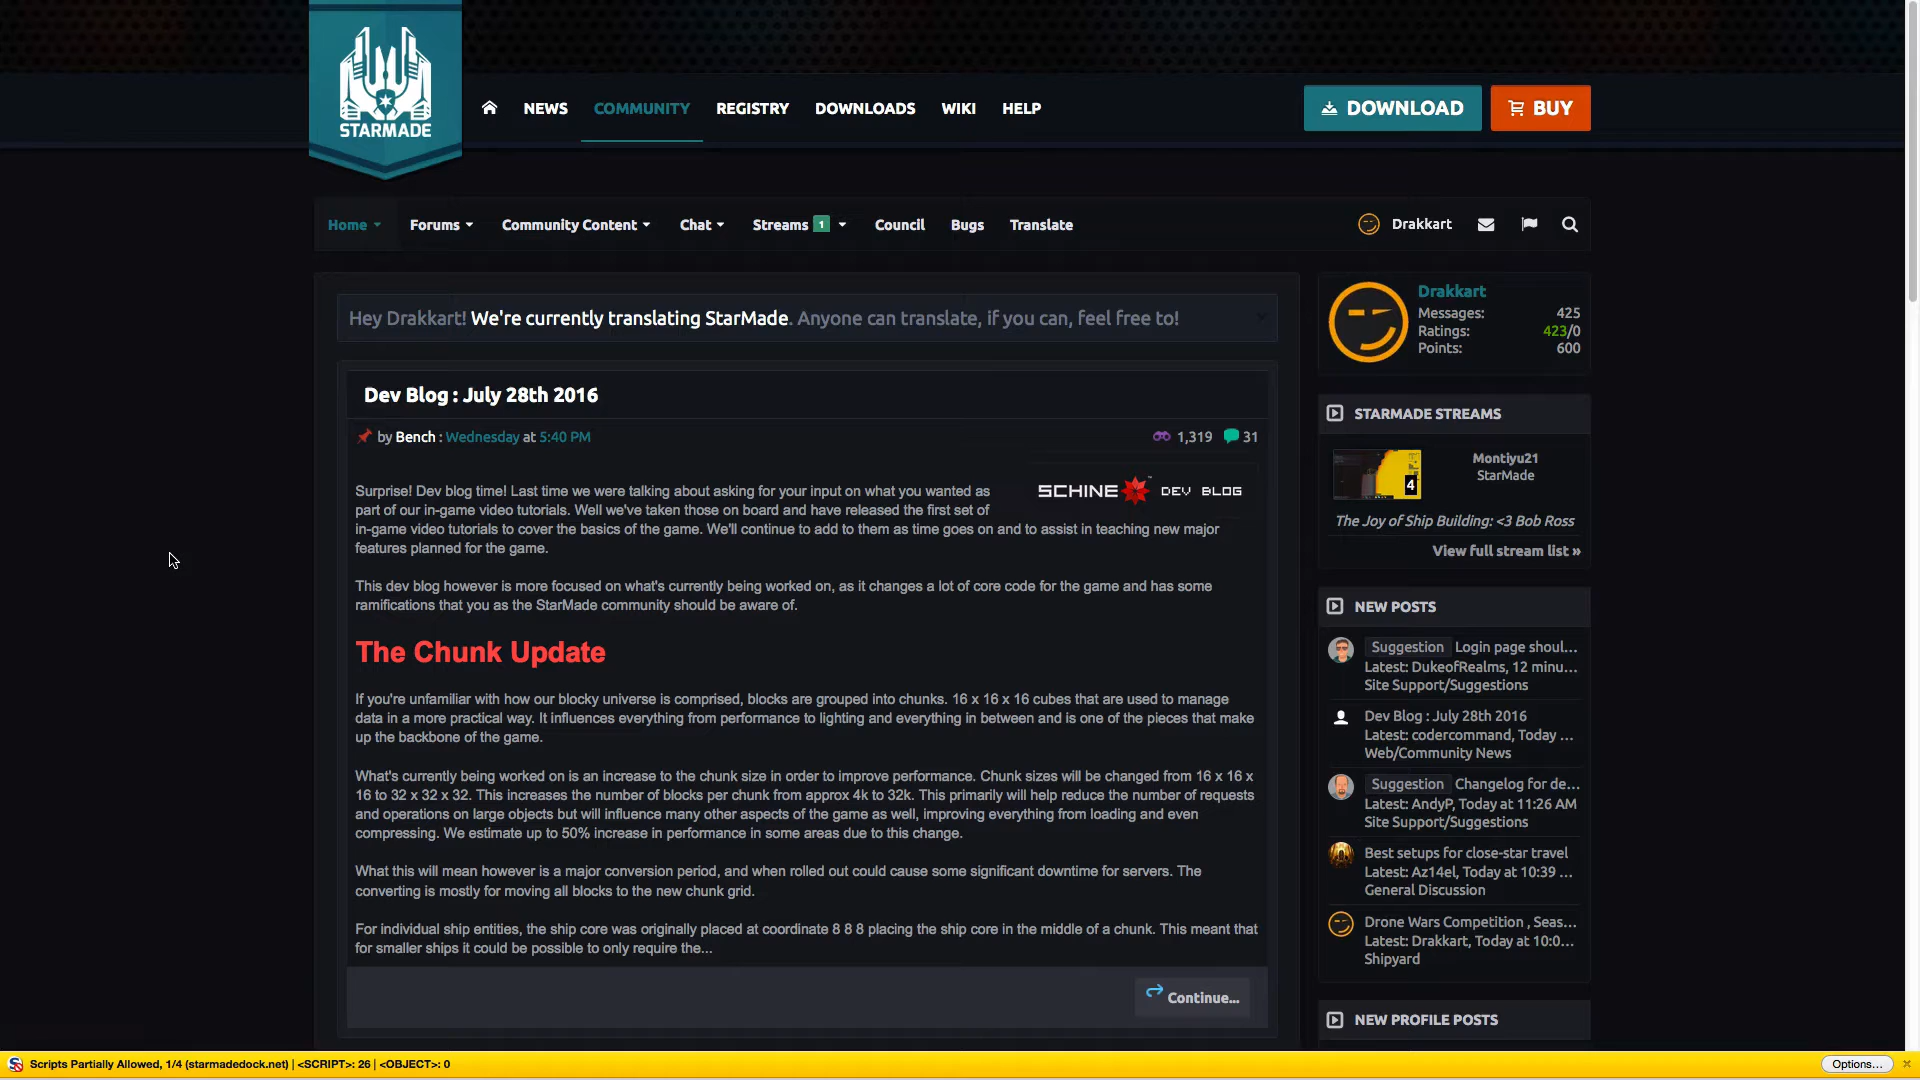 STARMADE
NEWS
COMMUNITY
REGISTRY
DOWNLOADS
WIKI
HELP
DOWNLOAD
BUY
Home
Forums
Community Content
Chat
Streams 1
Council
Bugs
Translate
Drakkart
Hey Drakkart! We're currently translating StarMade. Anyone can translate, if you can, feel free to!
Dev Blog : July 28th 2016
by Bench : Wednesday at 5:40 PM
1,319
31
SCHINE DEV BLOG
Surprise! Dev blog time! Last time we were talking about asking for your input on what you wanted as
part of our in-game video tutorials. Well we've taken those on board and have released the first set of
in-game video tutorials to cover the basics of the game. We'll continue to add to them as time goes on and to assist in teaching new major
features planned for the game.
This dev blog however is more focused on what's currently being worked on, as it changes a lot of core code for the game and has some
ramifications that you as the StarMade community should be aware of.
The Chunk Update
If you're unfamiliar with how our blocky universe is comprised, blocks are grouped into chunks. 16 x 16 x 16 cubes that are used to manage
data in a more practical way. It influences everything from performance to lighting and everything in between and is one of the pieces that make
up the backbone of the game.
What's currently being worked on is an increase to the chunk size in order to improve performance. Chunk sizes will be changed from 16 x 16 x
16 to 32 x 32 x 32. This increases the number of blocks per chunk from approx 4k to 32k. This primarily will help reduce the number of requests
and operations on large objects but will influence many other aspects of the game as well, improving everything from loading and even
compressing. We estimate up to 50% increase in performance in some areas due to this change.
What this will mean however is a major conversion period, and when rolled out could cause some significant downtime for servers. The
converting is mostly for moving all blocks to the new chunk grid.
For individual ship entities, the ship core was originally placed at coordinate 8 8 8 placing the ship core in the middle of a chunk. This meant that
for smaller ships it could be possible to only require the...
Continue...
Drakkart
Messages: 425
Ratings: 423/0
Points: 600
STARMADE STREAMS
4
Montiyu21
StarMade
The Joy of Ship Building: <3 Bob Ross
View full stream list »
NEW POSTS
Suggestion Login page shoul...
Latest: DukeofRealms, 12 minu...
Site Support/Suggestions
Dev Blog : July 28th 2016
Latest: codercommand, Today ...
Web/Community News
Suggestion Changelog for de...
Latest: AndyP, Today at 11:26 AM
Site Support/Suggestions
Best setups for close-star travel
Latest: Az14el, Today at 10:39 ...
General Discussion
Drone Wars Competition , Seas...
Latest: Drakkart, Today at 10:0...
Shipyard
NEW PROFILE POSTS
Scripts Partially Allowed, 1/4 (starmadedock.net) | <SCRIPT>: 26 | <OBJECT>: 0
Options...